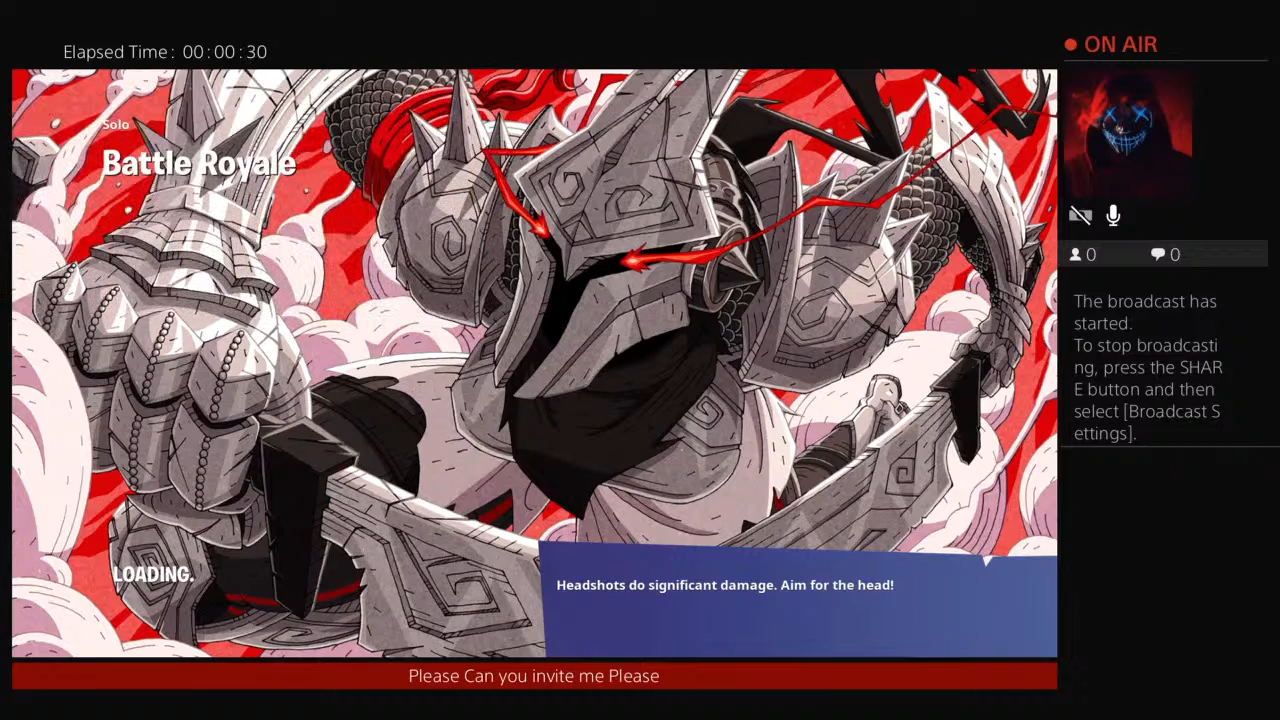 Elapsed Time: 00:00:30
ON AIR
Solo
Battle Royale
0 0
The broadcast has
started.
To stop broadcasti
ng, press the SHAR
E button and then
select [Broadcast S
ettings].
LOADING.
Headshots do significant damage. Aim for the head!
Please Can you invite me Please